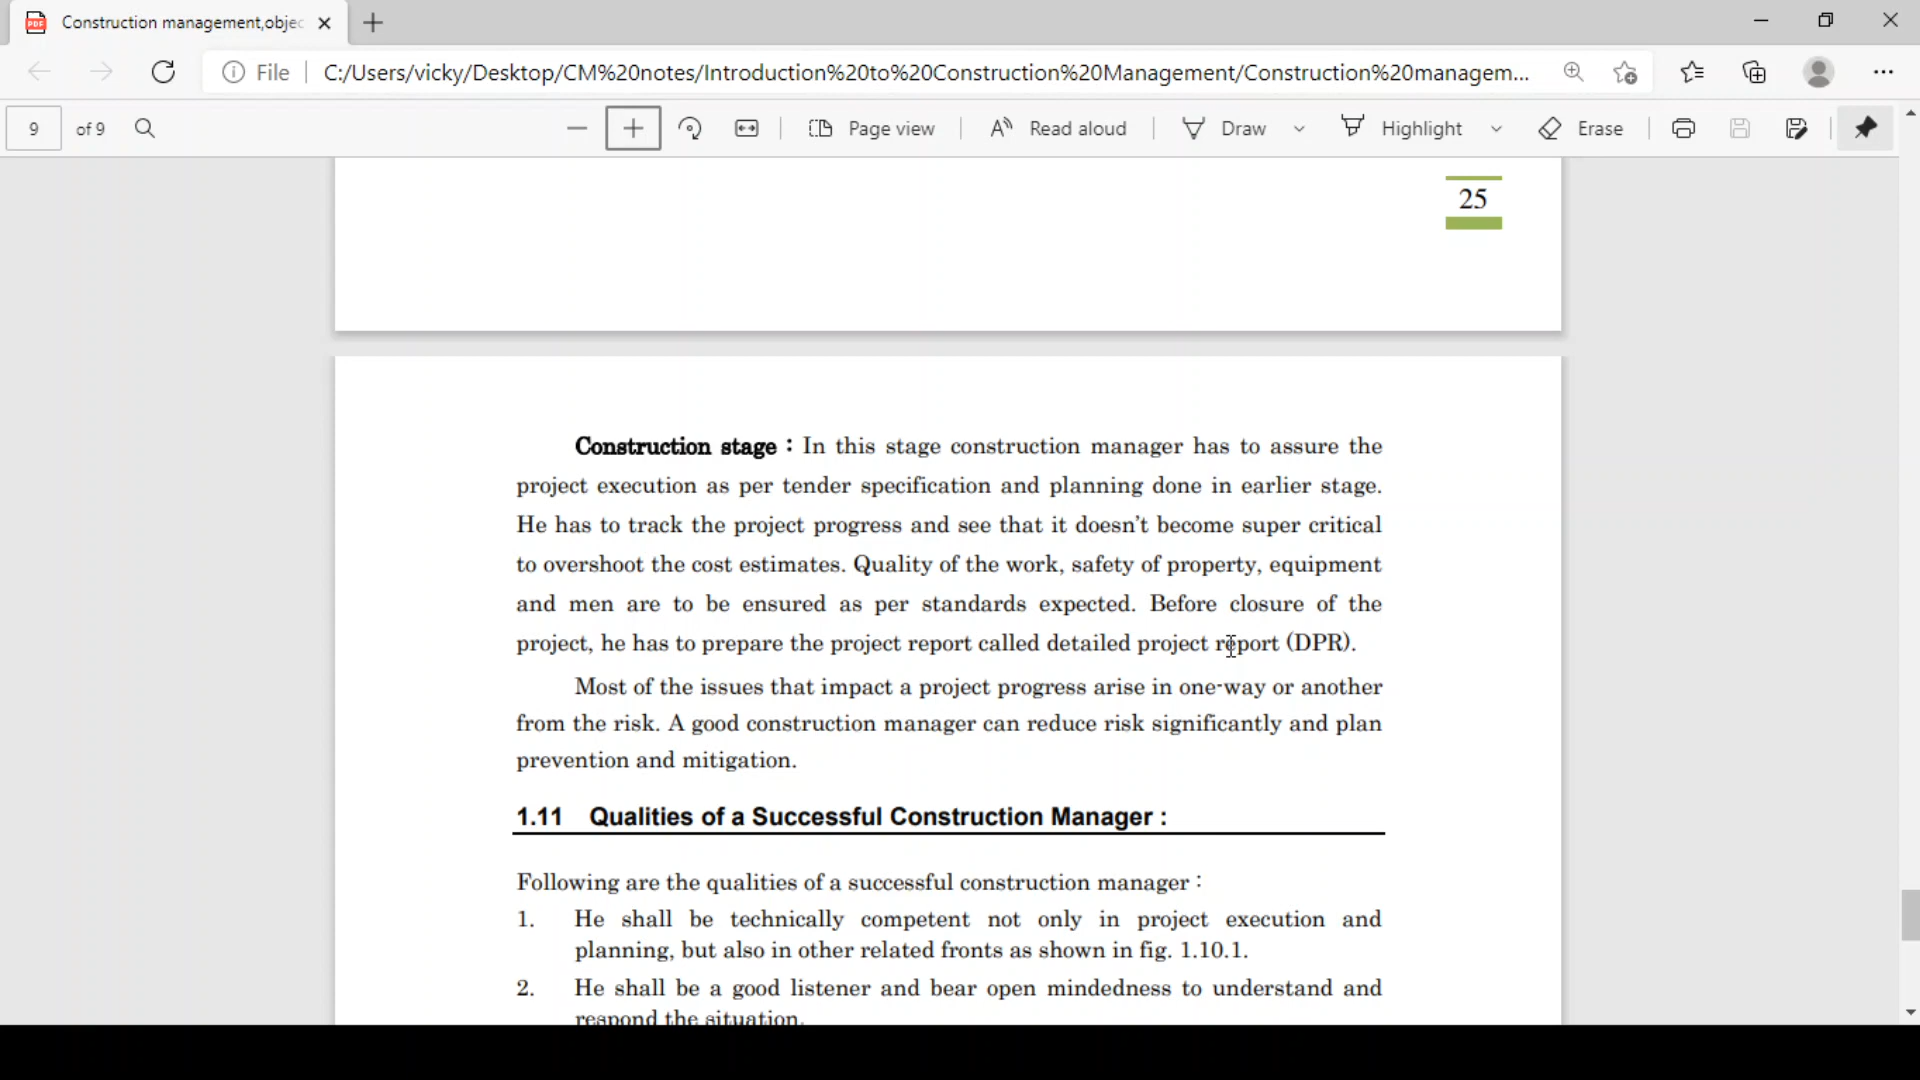 Construction management,objec
File
C:/Users/vicky/Desktop/CM%20notes/Introduction%20to%20Construction%20Management/Construction%20managem...
9 of 9
Page view
Read aloud
Draw
Highlight
Erase
25
Construction stage : In this stage construction manager has to assure the
project execution as per tender specification and planning done in earlier stage.
He has to track the project progress and see that it doesn't become super critical
to overshoot the cost estimates. Quality of the work, safety of property, equipment
and men are to be ensured as per standards expected. Before closure of the
project, he has to prepare the project report called detailed project report (DPR).
Most of the issues that impact a project progress arise in one-way or another
from the risk. A good construction manager can reduce risk significantly and plan
prevention and mitigation.
1.11 Qualities of a Successful Construction Manager :
Following are the qualities of a successful construction manager :
1. He shall be technically competent not only in project execution and
planning, but also in other related fronts as shown in fig. 1.10.1.
2. He shall be a good listener and bear open mindedness to understand and
respond the situation.